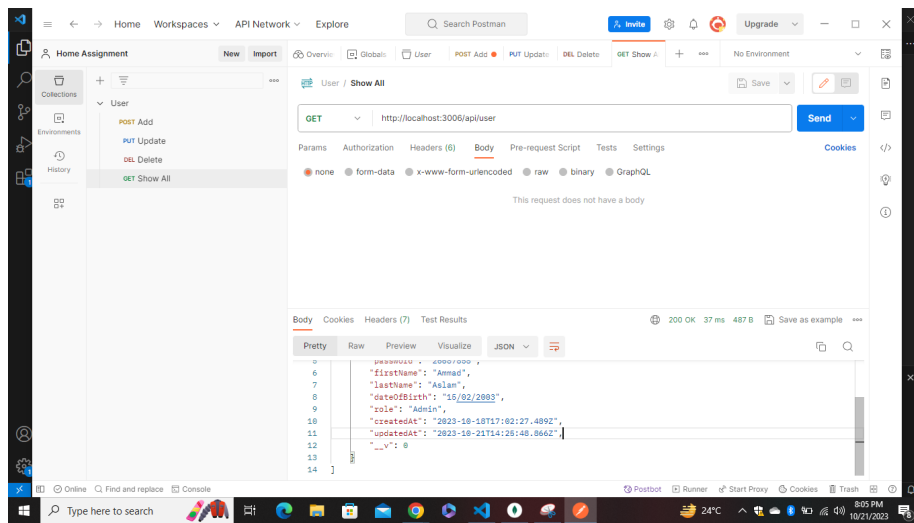 Home Workspaces API Network Explore Search Postman Invite Upgrade
Home Assignment New Import Overvie Globals User POST Add PUT Update DEL Delete GET Show A No Environment
Collections
User / Show All Save
User
GET http://localhost:3006/api/user Send
POST Add
Environments
PUT Update
Params Authorization Headers (6) Body Pre-request Script Tests Settings Cookies
DEL Delete
History
GET Show All
none form-data x-www-form-urlencoded raw binary GraphQL
This request does not have a body
Body Cookies Headers (7) Test Results 200 OK 37 ms 487 B Save as example
Pretty Raw Preview Visualize JSON
6 "firstName": "Ammad",
7 "lastName": "Aslam",
8 "dateOfBirth": "15/02/2003",
9 "role": "Admin",
10 "createdAt": "2023-10-18T17:02:27.489Z",
11 "updatedAt": "2023-10-21T14:25:48.866Z",
12 "__v": 0
13 }
14 ]
Online Find and replace Console Postbot Runner Start Proxy Cookies Trash
Type here to search 24°C 8:05 PM
10/21/2023